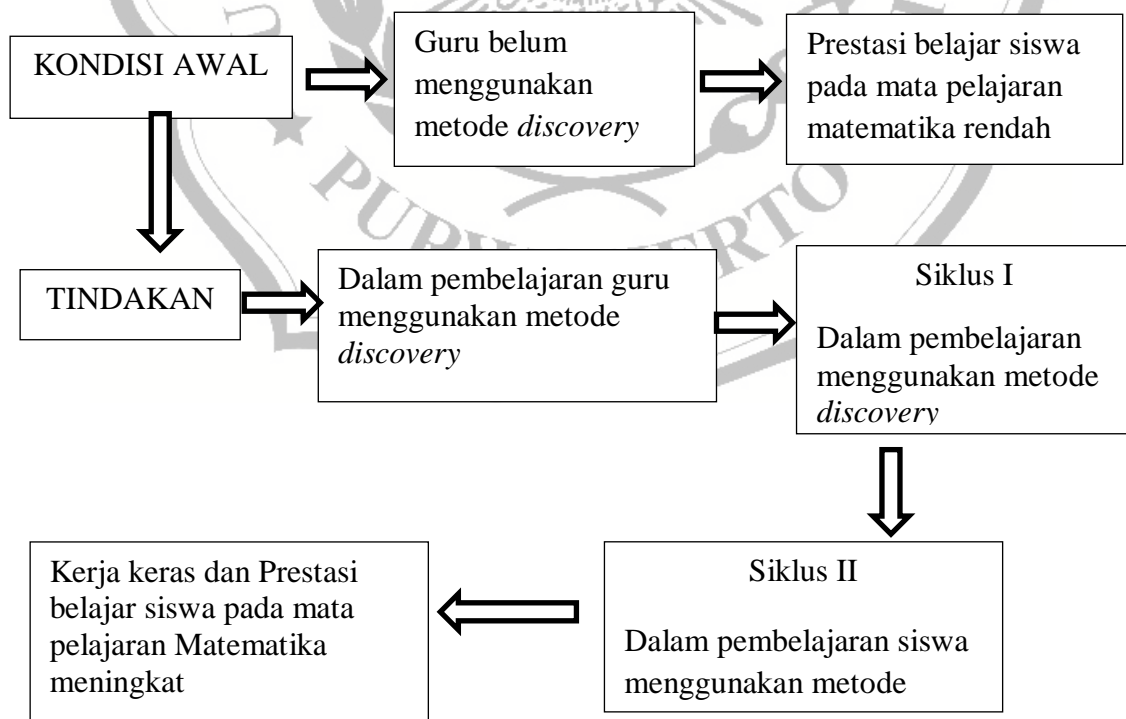 KONDISI AWAL
Guru belum
menggunakan
metode discovery
Prestasi belajar siswa
pada mata pelajaran
matematika rendah
TINDAKAN
Dalam pembelajaran guru
menggunakan metode
discovery
Siklus I
Dalam pembelajaran
menggunakan metode
discovery
Siklus II
Dalam pembelajaran siswa
menggunakan metode
Kerja keras dan Prestasi
belajar siswa pada mata
pelajaran Matematika
meningkat